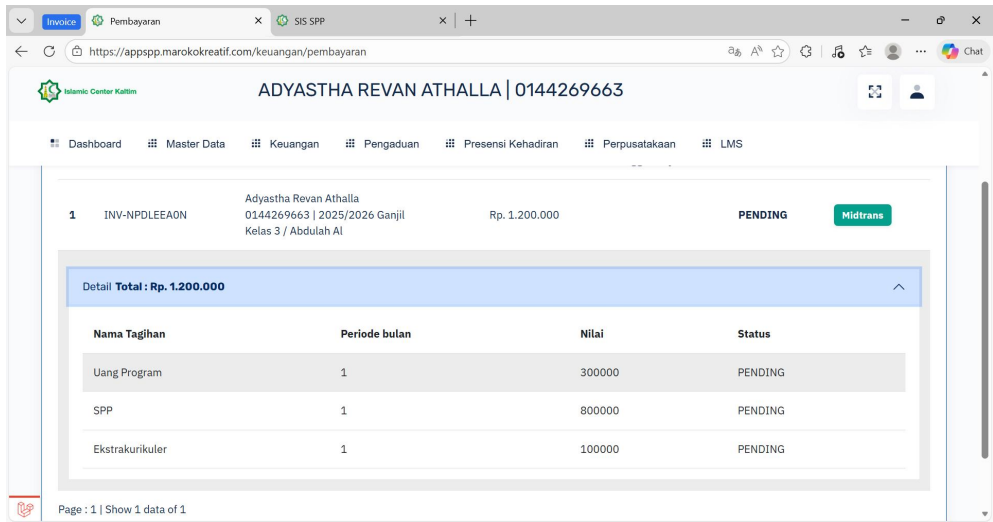 Invoice
Pembayaran
SIS SPP
https://appspp.marokokreatif.com/keuangan/pembayaran
Chat
Islamic Center Kaltim
ADYASTHA REVAN ATHALLA | 0144269663
Dashboard Master Data Keuangan Pengaduan Presensi Kehadiran Perpusatakaan LMS
1 INV-NPDLEEA0N Adyastha Revan Athalla Rp. 1.200.000 PENDING Midtrans
0144269663 | 2025/2026 Ganjil
Kelas 3 / Abdulah Al
Detail Total : Rp. 1.200.000
Nama Tagihan Periode bulan Nilai Status
Uang Program 1 300000 PENDING
SPP 1 800000 PENDING
Ekstrakurikuler 1 100000 PENDING
Page : 1 | Show 1 data of 1